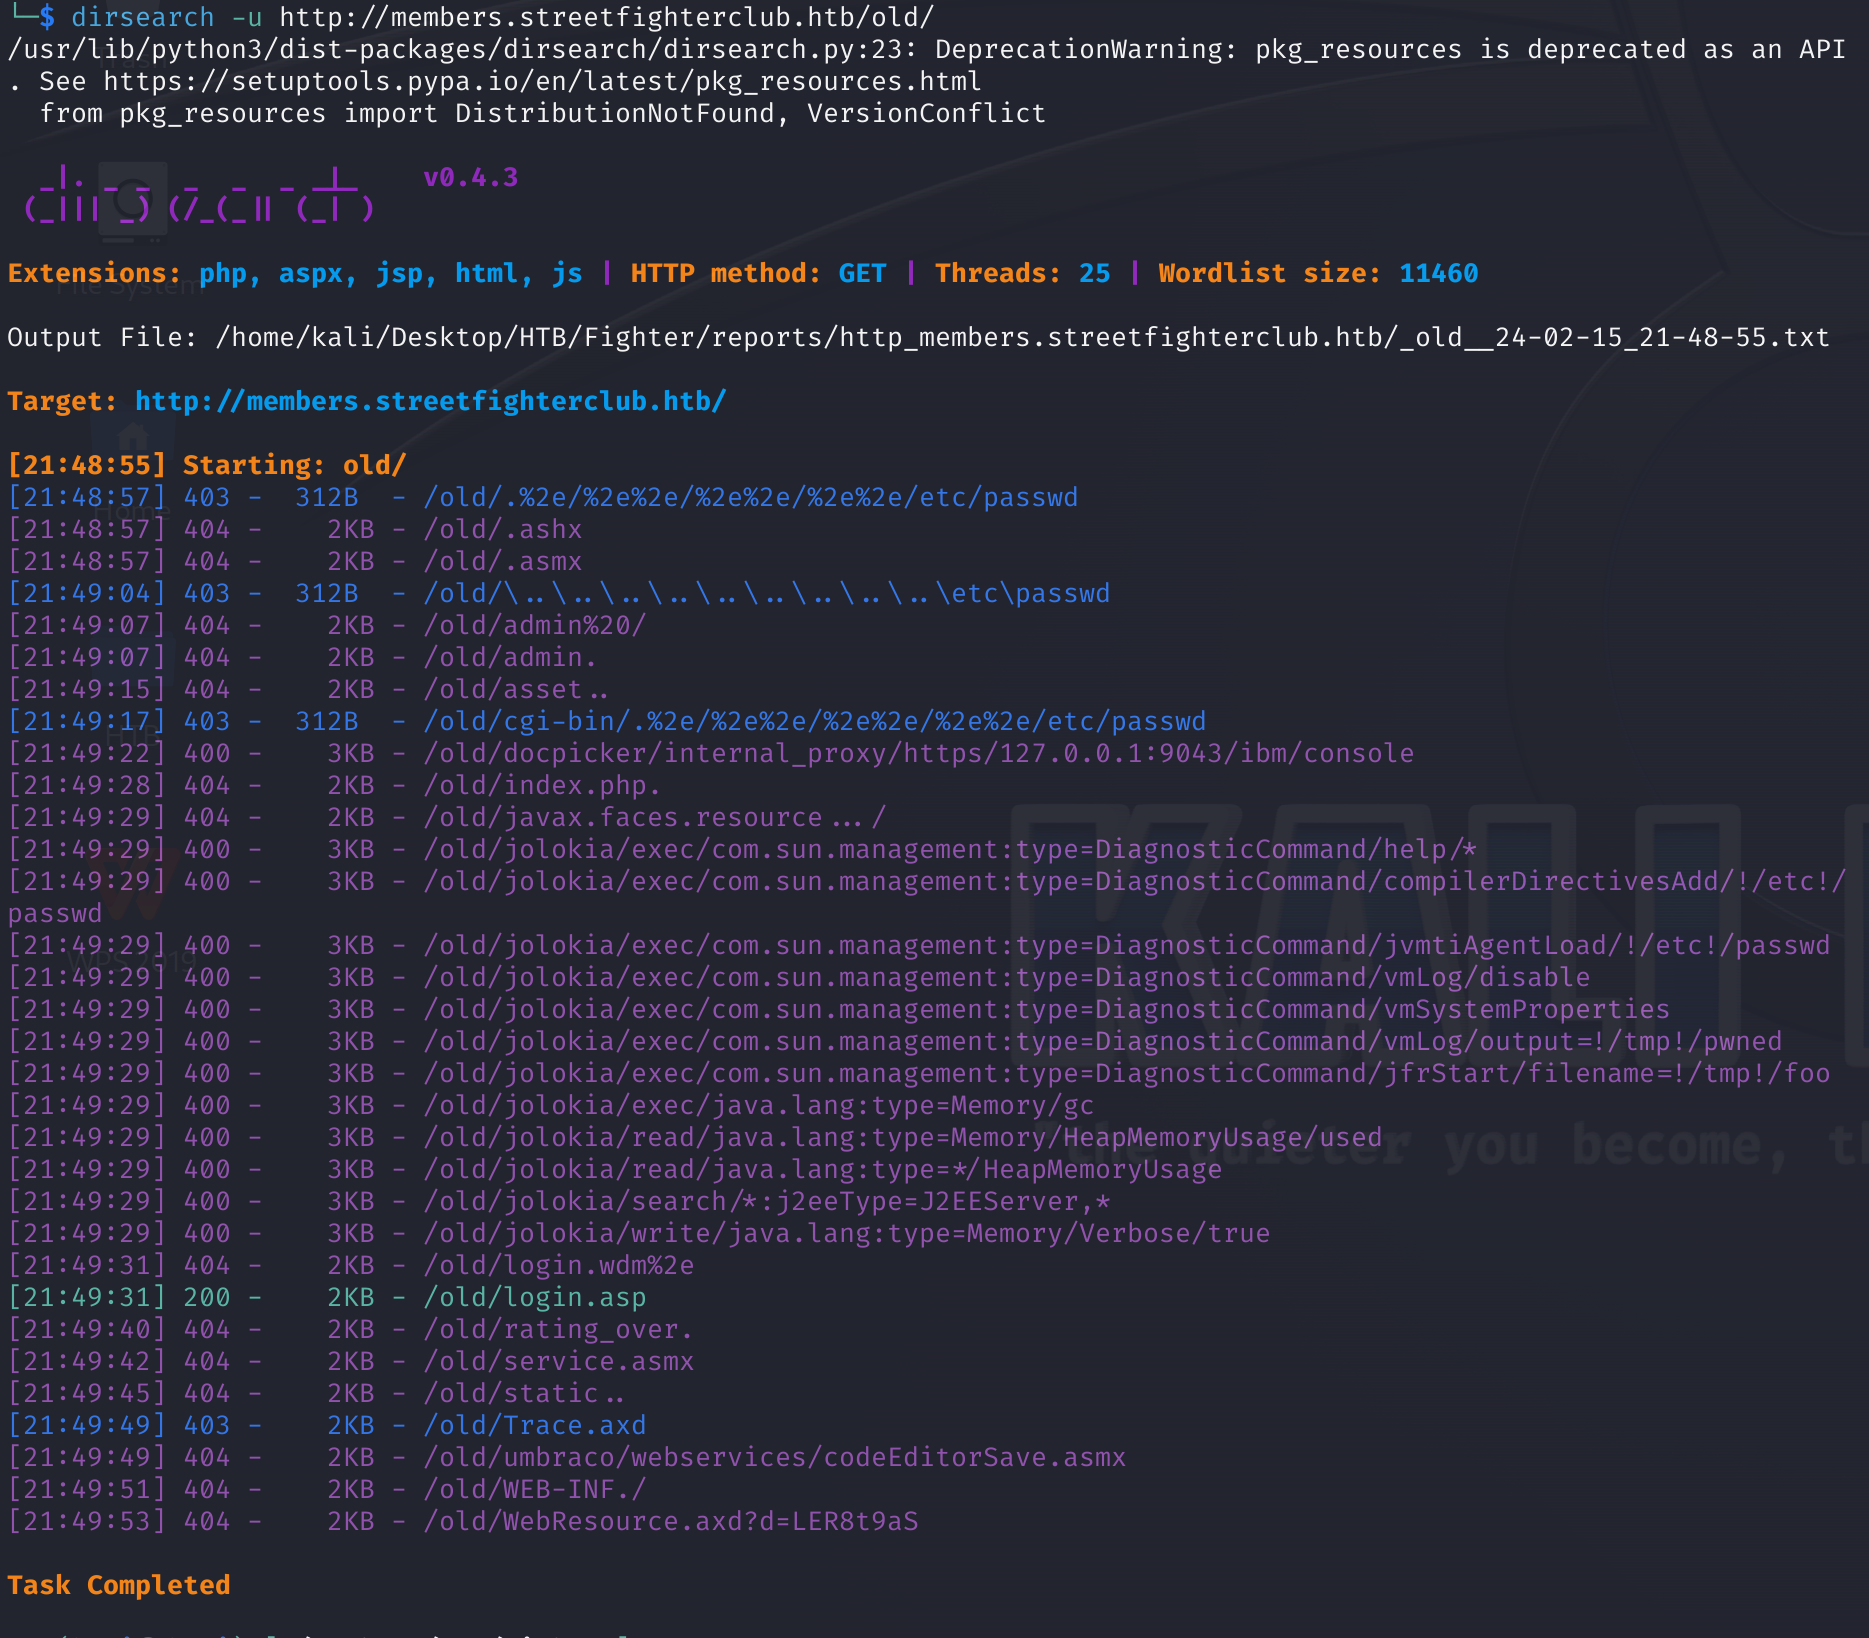 └─$ dirsearch -u http://members.streetfighterclub.htb/old/
/usr/lib/python3/dist-packages/dirsearch/dirsearch.py:23: DeprecationWarning: pkg_resources is deprecated as an API
. See https://setuptools.pypa.io/en/latest/pkg_resources.html
  from pkg_resources import DistributionNotFound, VersionConflict
  _|. _ _  _  _  _ _|_    v0.4.3
 (_||| _) (/_(_|| (_| )
Extensions: php, aspx, jsp, html, js | HTTP method: GET | Threads: 25 | Wordlist size: 11460
Output File: /home/kali/Desktop/HTB/Fighter/reports/http_members.streetfighterclub.htb/_old__24-02-15_21-48-55.txt
Target: http://members.streetfighterclub.htb/
[21:48:55] Starting: old/
[21:48:57] 403 -  312B  - /old/.%2e/%2e%2e/%2e%2e/%2e%2e/etc/passwd
[21:48:57] 404 -    2KB - /old/.ashx
[21:48:57] 404 -    2KB - /old/.asmx
[21:49:04] 403 -  312B  - /old/\..\..\..\..\..\..\..\..\..\etc\passwd
[21:49:07] 404 -    2KB - /old/admin%20/
[21:49:07] 404 -    2KB - /old/admin.
[21:49:15] 404 -    2KB - /old/asset..
[21:49:17] 403 -  312B  - /old/cgi-bin/.%2e/%2e%2e/%2e%2e/%2e%2e/etc/passwd
[21:49:22] 400 -    3KB - /old/docpicker/internal_proxy/https/127.0.0.1:9043/ibm/console
[21:49:28] 404 -    2KB - /old/index.php.
[21:49:29] 404 -    2KB - /old/javax.faces.resource.../
[21:49:29] 400 -    3KB - /old/jolokia/exec/com.sun.management:type=DiagnosticCommand/help/*
[21:49:29] 400 -    3KB - /old/jolokia/exec/com.sun.management:type=DiagnosticCommand/compilerDirectivesAdd/!/etc!/
passwd
[21:49:29] 400 -    3KB - /old/jolokia/exec/com.sun.management:type=DiagnosticCommand/jvmtiAgentLoad/!/etc!/passwd
[21:49:29] 400 -    3KB - /old/jolokia/exec/com.sun.management:type=DiagnosticCommand/vmLog/disable
[21:49:29] 400 -    3KB - /old/jolokia/exec/com.sun.management:type=DiagnosticCommand/vmSystemProperties
[21:49:29] 400 -    3KB - /old/jolokia/exec/com.sun.management:type=DiagnosticCommand/vmLog/output=!/tmp!/pwned
[21:49:29] 400 -    3KB - /old/jolokia/exec/com.sun.management:type=DiagnosticCommand/jfrStart/filename=!/tmp!/foo
[21:49:29] 400 -    3KB - /old/jolokia/exec/java.lang:type=Memory/gc
[21:49:29] 400 -    3KB - /old/jolokia/read/java.lang:type=Memory/HeapMemoryUsage/used
[21:49:29] 400 -    3KB - /old/jolokia/read/java.lang:type=*/HeapMemoryUsage
[21:49:29] 400 -    3KB - /old/jolokia/search/*:j2eeType=J2EEServer,*
[21:49:29] 400 -    3KB - /old/jolokia/write/java.lang:type=Memory/Verbose/true
[21:49:31] 404 -    2KB - /old/login.wdm%2e
[21:49:31] 200 -    2KB - /old/login.asp
[21:49:40] 404 -    2KB - /old/rating_over.
[21:49:42] 404 -    2KB - /old/service.asmx
[21:49:45] 404 -    2KB - /old/static..
[21:49:49] 403 -    2KB - /old/Trace.axd
[21:49:49] 404 -    2KB - /old/umbraco/webservices/codeEditorSave.asmx
[21:49:51] 404 -    2KB - /old/WEB-INF./
[21:49:53] 404 -    2KB - /old/WebResource.axd?d=LER8t9aS
Task Completed
File System
Home
HTB
WPS 2019
KALI
"the quieter you become,